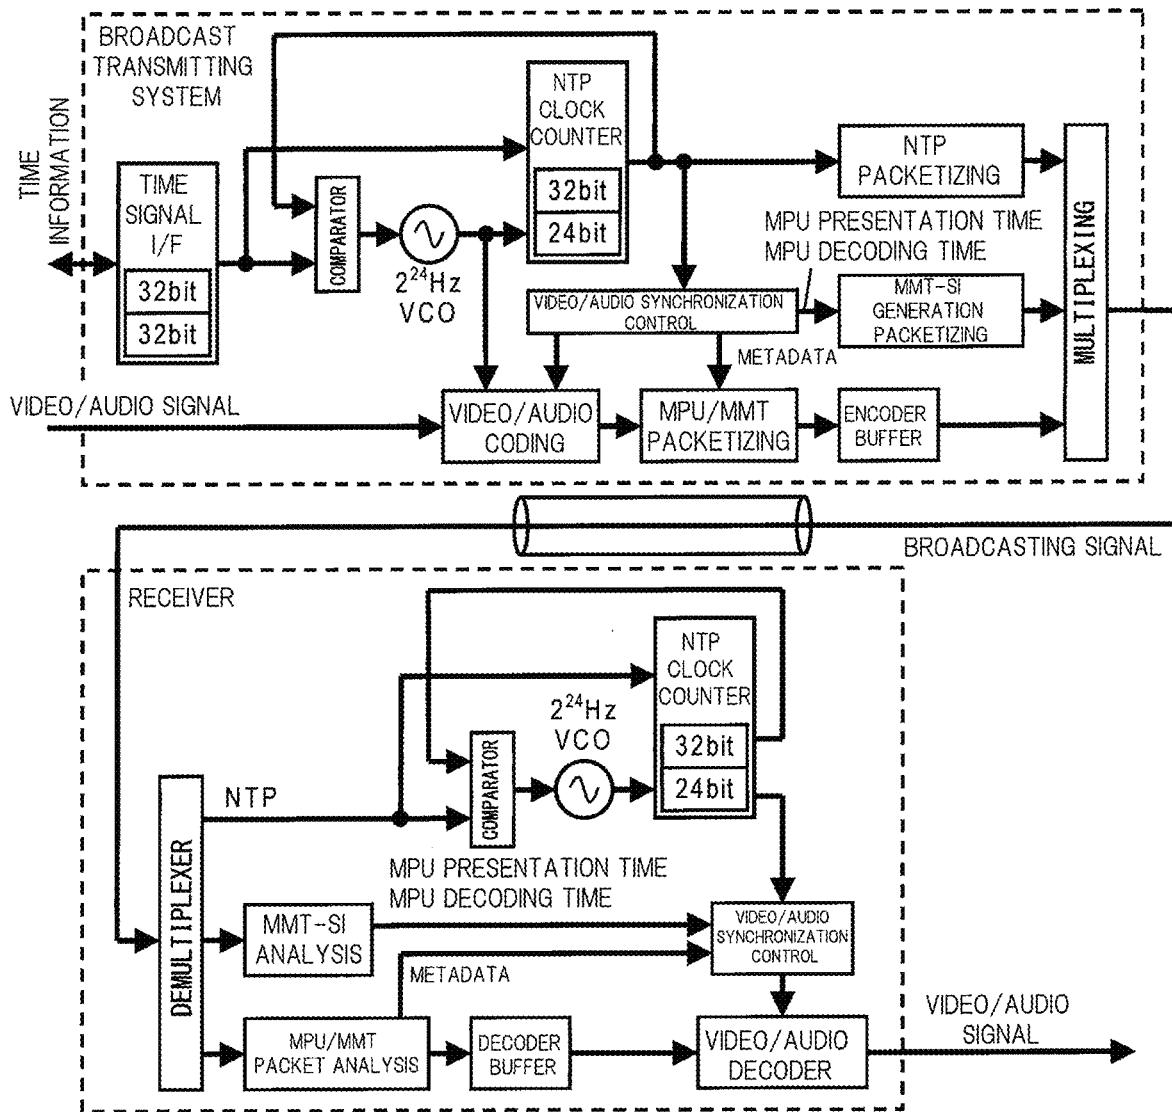 BROADCAST
TRANSMITTING
SYSTEM
TIME
INFORMATION
TIME
SIGNAL
I/F
32bit
32bit
COMPARATOR
2²⁴Hz
VCO
NTP
CLOCK
COUNTER
32bit
24bit
NTP
PACKETIZING
MPU PRESENTATION TIME
MPU DECODING TIME
VIDEO/AUDIO SYNCHRONIZATION
CONTROL
MMT-SI
GENERATION
PACKETIZING
MULTIPLEXING
METADATA
VIDEO/AUDIO SIGNAL
VIDEO/AUDIO
CODING
MPU/MMT
PACKETIZING
ENCODER
BUFFER
BROADCASTING SIGNAL
RECEIVER
NTP
CLOCK
COUNTER
32bit
24bit
2²⁴Hz
VCO
COMPARATOR
NTP
DEMULTIPLEXER
MPU PRESENTATION TIME
MPU DECODING TIME
MMT-SI
ANALYSIS
VIDEO/AUDIO
SYNCHRONIZATION
CONTROL
METADATA
MPU/MMT
PACKET ANALYSIS
DECODER
BUFFER
VIDEO/AUDIO
DECODER
VIDEO/AUDIO
SIGNAL